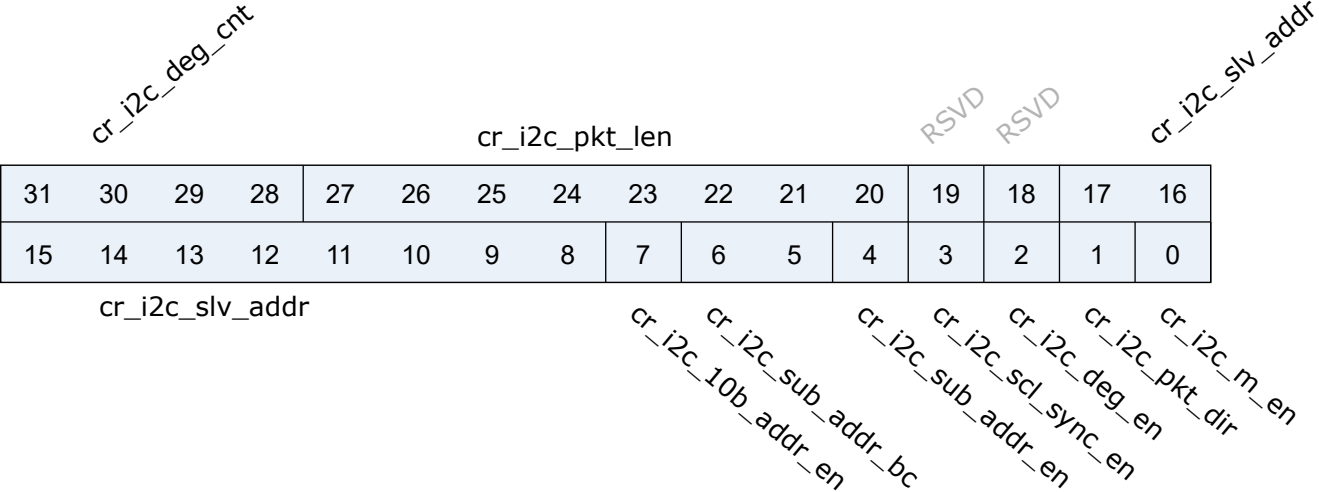 cr_i2c_deg_cnt
cr_i2c_pkt_len
RSVD
RSVD
cr_i2c_slv_addr
31 30 29 28 27 26 25 24 23 22 21 20 19 18 17 16
15 14 13 12 11 10 9 8 7 6 5 4 3 2 1 0
cr_i2c_slv_addr
cr_i2c_10b_addr_en
cr_i2c_sub_addr_bc
cr_i2c_sub_addr_en
cr_i2c_scl_sync_en
cr_i2c_deg_en
cr_i2c_pkt_dir
cr_i2c_m_en